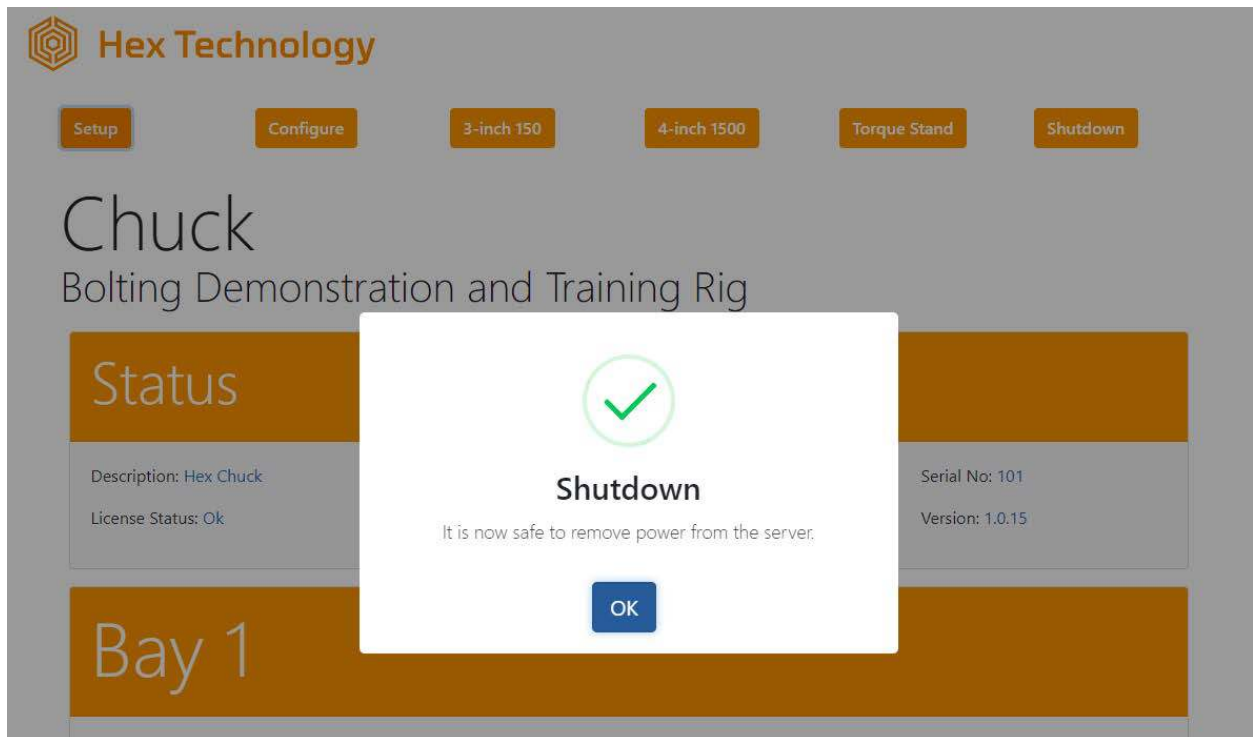 Hex Technology
Setup Configure 3-inch 150 4-inch 1500 Torque Stand Shutdown
Chuck
Bolting Demonstration and Training Rig
Status
Description: Hex Chuck Serial No: 101
License Status: Ok Version: 1.0.15
Shutdown
It is now safe to remove power from the server.
OK
Bay 1